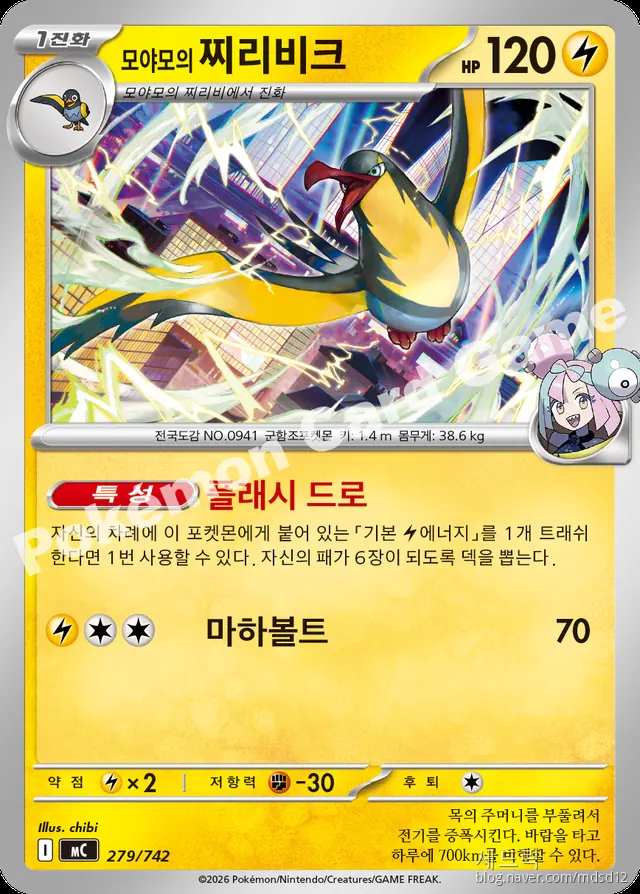 1진화
모야모의 찌리비크
HP 120
모야모의 찌리비에서 진화
전국도감 NO.0941 군함조포켓몬 키: 1.4 m 몸무게: 38.6 kg
특성 플래시 드로
자신의 차례에 이 포켓몬에게 붙어 있는 「기본 에너지」를 1개 트래쉬
한다면 1번 사용할 수 있다. 자신의 패가 6장이 되도록 덱을 뽑는다.
마하볼트 70
약점 ×2 저항력 -30 후퇴
Illus. chibi
목의 주머니를 부풀려서
전기를 증폭시킨다. 바람을 타고
하루에 700km를 비행할 수 있다.
I MC 279/742
©2026 Pokémon/Nintendo/Creatures/GAME FREAK.
Pokémon Card Game
blog.naver.com/mdsd12